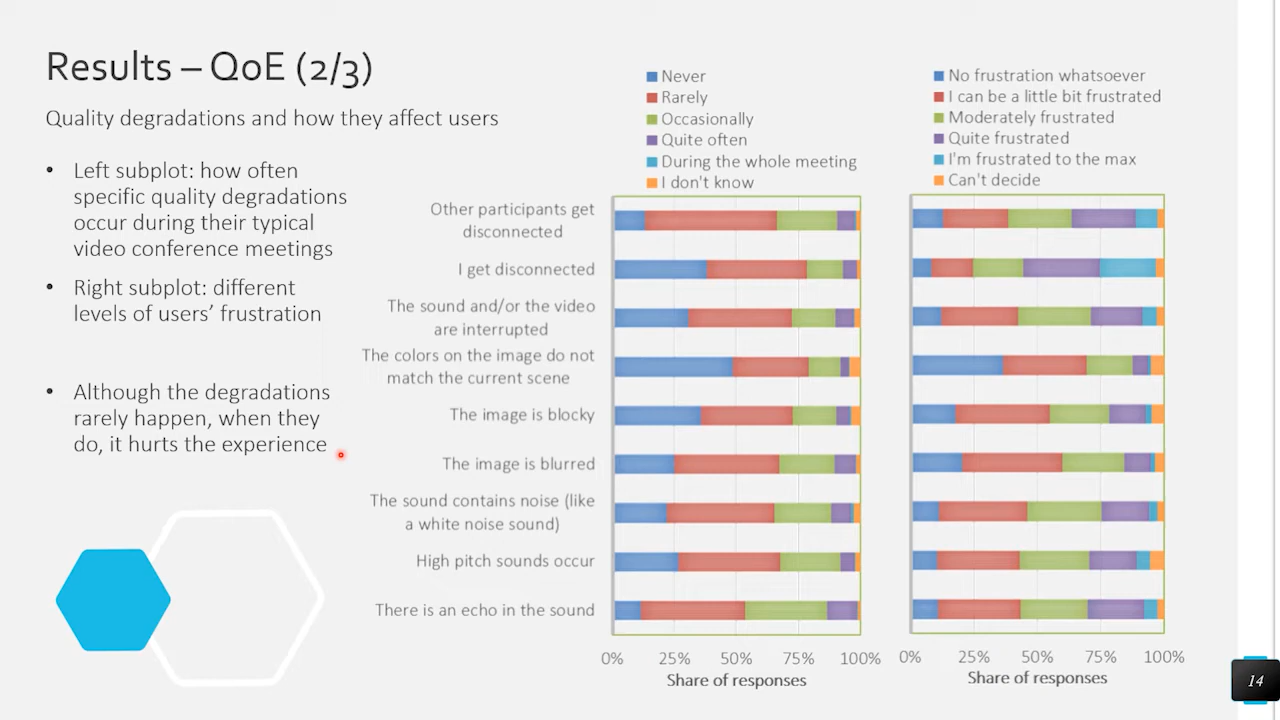 Results – QoE (2/3)
Quality degradations and how they affect users
• Left subplot: how often
specific quality degradations
occur during their typical
video conference meetings
• Right subplot: different
levels of users’ frustration
• Although the degradations
rarely happen, when they
do, it hurts the experience
Never
Rarely
Occasionally
Quite often
During the whole meeting
I don't know
No frustration whatsoever
I can be a little bit frustrated
Moderately frustrated
Quite frustrated
I'm frustrated to the max
Can't decide
Other participants get
disconnected
I get disconnected
The sound and/or the video
are interrupted
The colors on the image do not
match the current scene
The image is blocky
The image is blurred
The sound contains noise (like
a white noise sound)
High pitch sounds occur
There is an echo in the sound
0% 25% 50% 75% 100%
Share of responses
0% 25% 50% 75% 100%
Share of responses
14